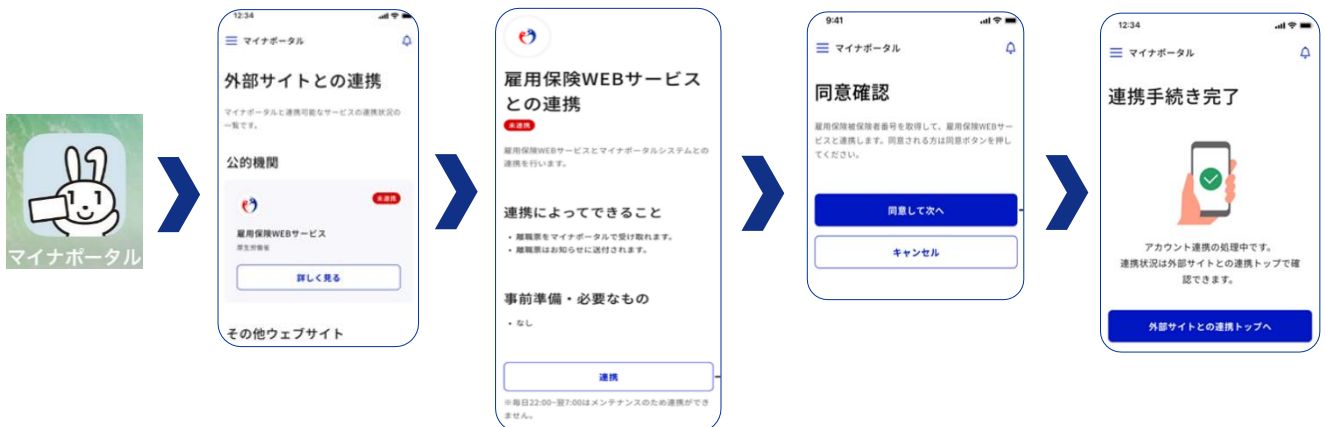 マイナポータル
12:34
マイナポータル
外部サイトとの連携
マイナポータルと連携可能なサービスの連携状況の
一覧です。
公的機関
未連携
雇用保険WEBサービス
厚生労働省
詳しく見る
その他ウェブサイト
雇用保険WEBサービス
との連携
未連携
雇用保険WEBサービスとマイナポータルシステムとの
連携を行います。
連携によってできること
・離職票をマイナポータルで受け取れます。
・離職票はお知らせに送付されます。
事前準備・必要なもの
・なし
連携
※毎日22:00~翌7:00はメンテナンスのため連携ができ
ません。
9:41
マイナポータル
同意確認
雇用保険被保険者番号を取得して、雇用保険WEBサー
ビスと連携します。同意される方は同意ボタンを押し
てください。
同意して次へ
キャンセル
12:34
マイナポータル
連携手続き完了
アカウント連携の処理中です。
連携状況は外部サイトとの連携トップで確
認できます。
外部サイトとの連携トップへ